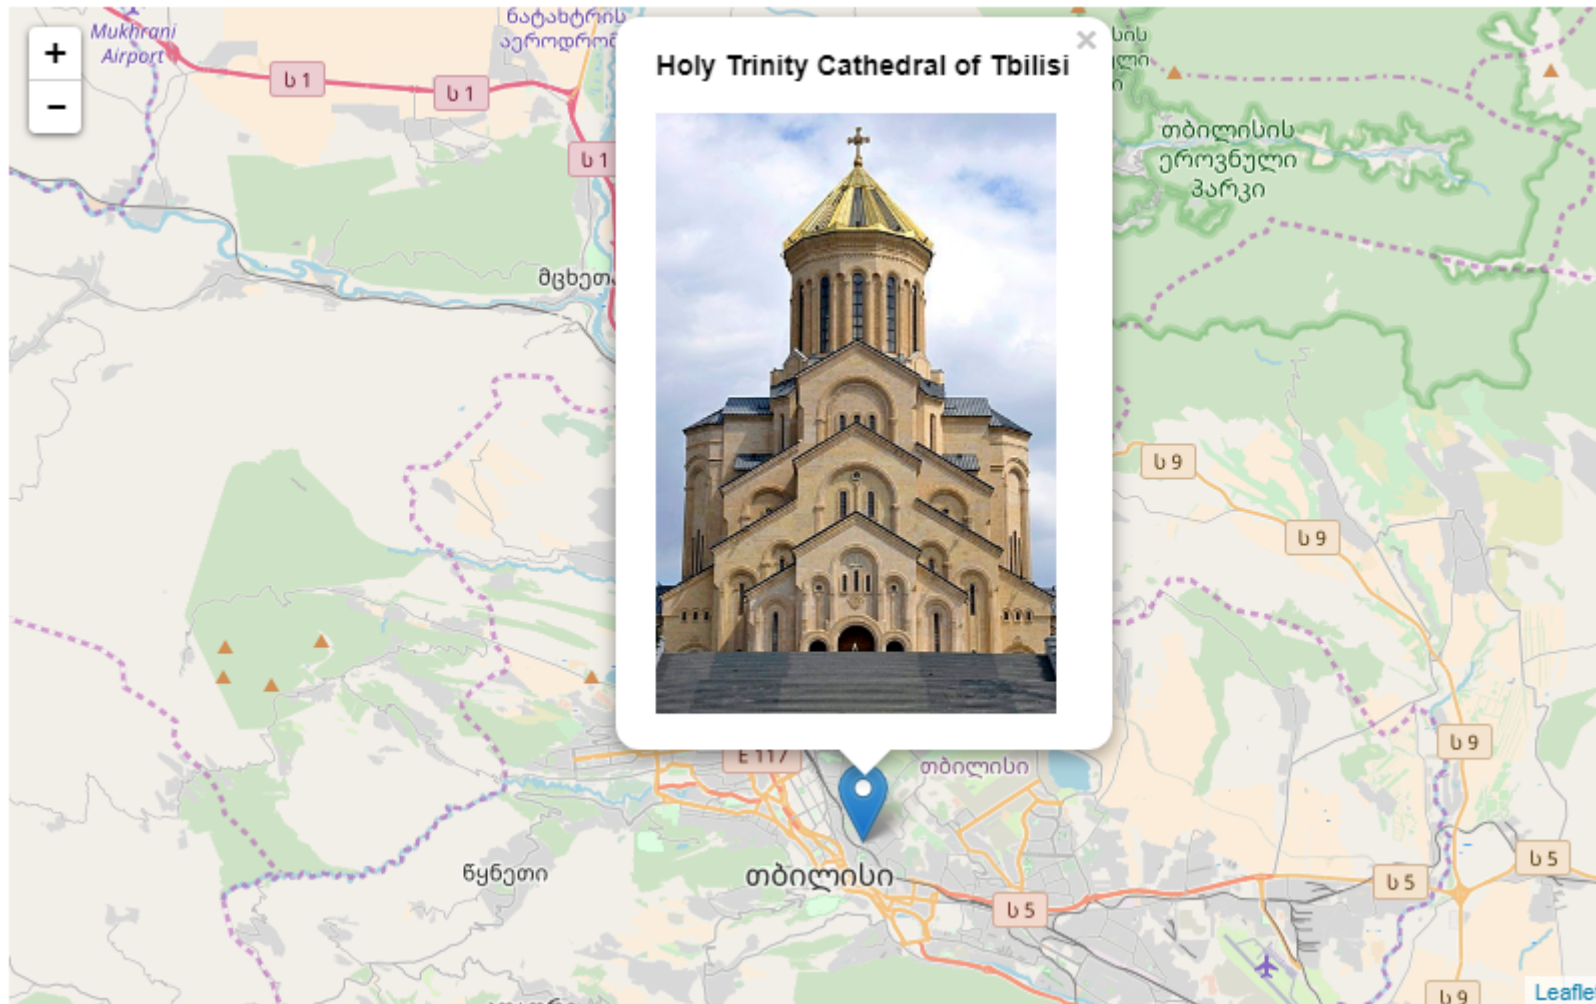 +
−
Mukhrani
Airport
ნატახტრის
აეროდრომ
ს 1
ს 1
ს 1
Holy Trinity Cathedral of Tbilisi
×
თბილისის
ეროვნული
პარკი
მცხეთა
ს 9
ს 9
ს 9
E 117
თბილისი
წყნეთი
თბილისი
ს 5
ს 5
ს 5
ს 9
Leafle